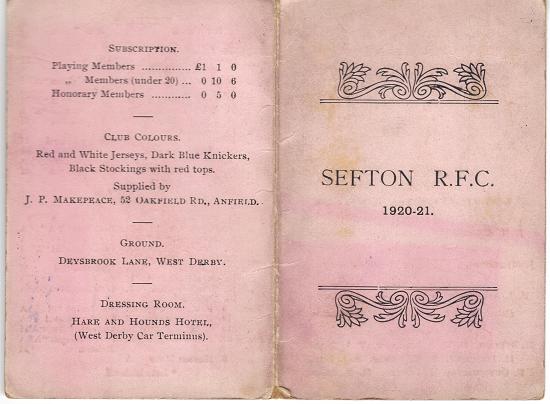 SUBSCRIPTION.
Playing Members .............. £1 1 0
„ Members (under 20) ... 0 10 6
Honorary Members ............ 0 5 0
CLUB COLOURS.
Red and White Jerseys, Dark Blue Knickers,
Black Stockings with red tops.
Supplied by
J. P. MAKEPEACE, 52 OAKFIELD RD., ANFIELD.
GROUND.
DEYSBROOK LANE, WEST DERBY.
DRESSING ROOM.
HARE AND HOUNDS HOTEL,
(West Derby Car Terminus).
SEFTON R.F.C.
1920-21.